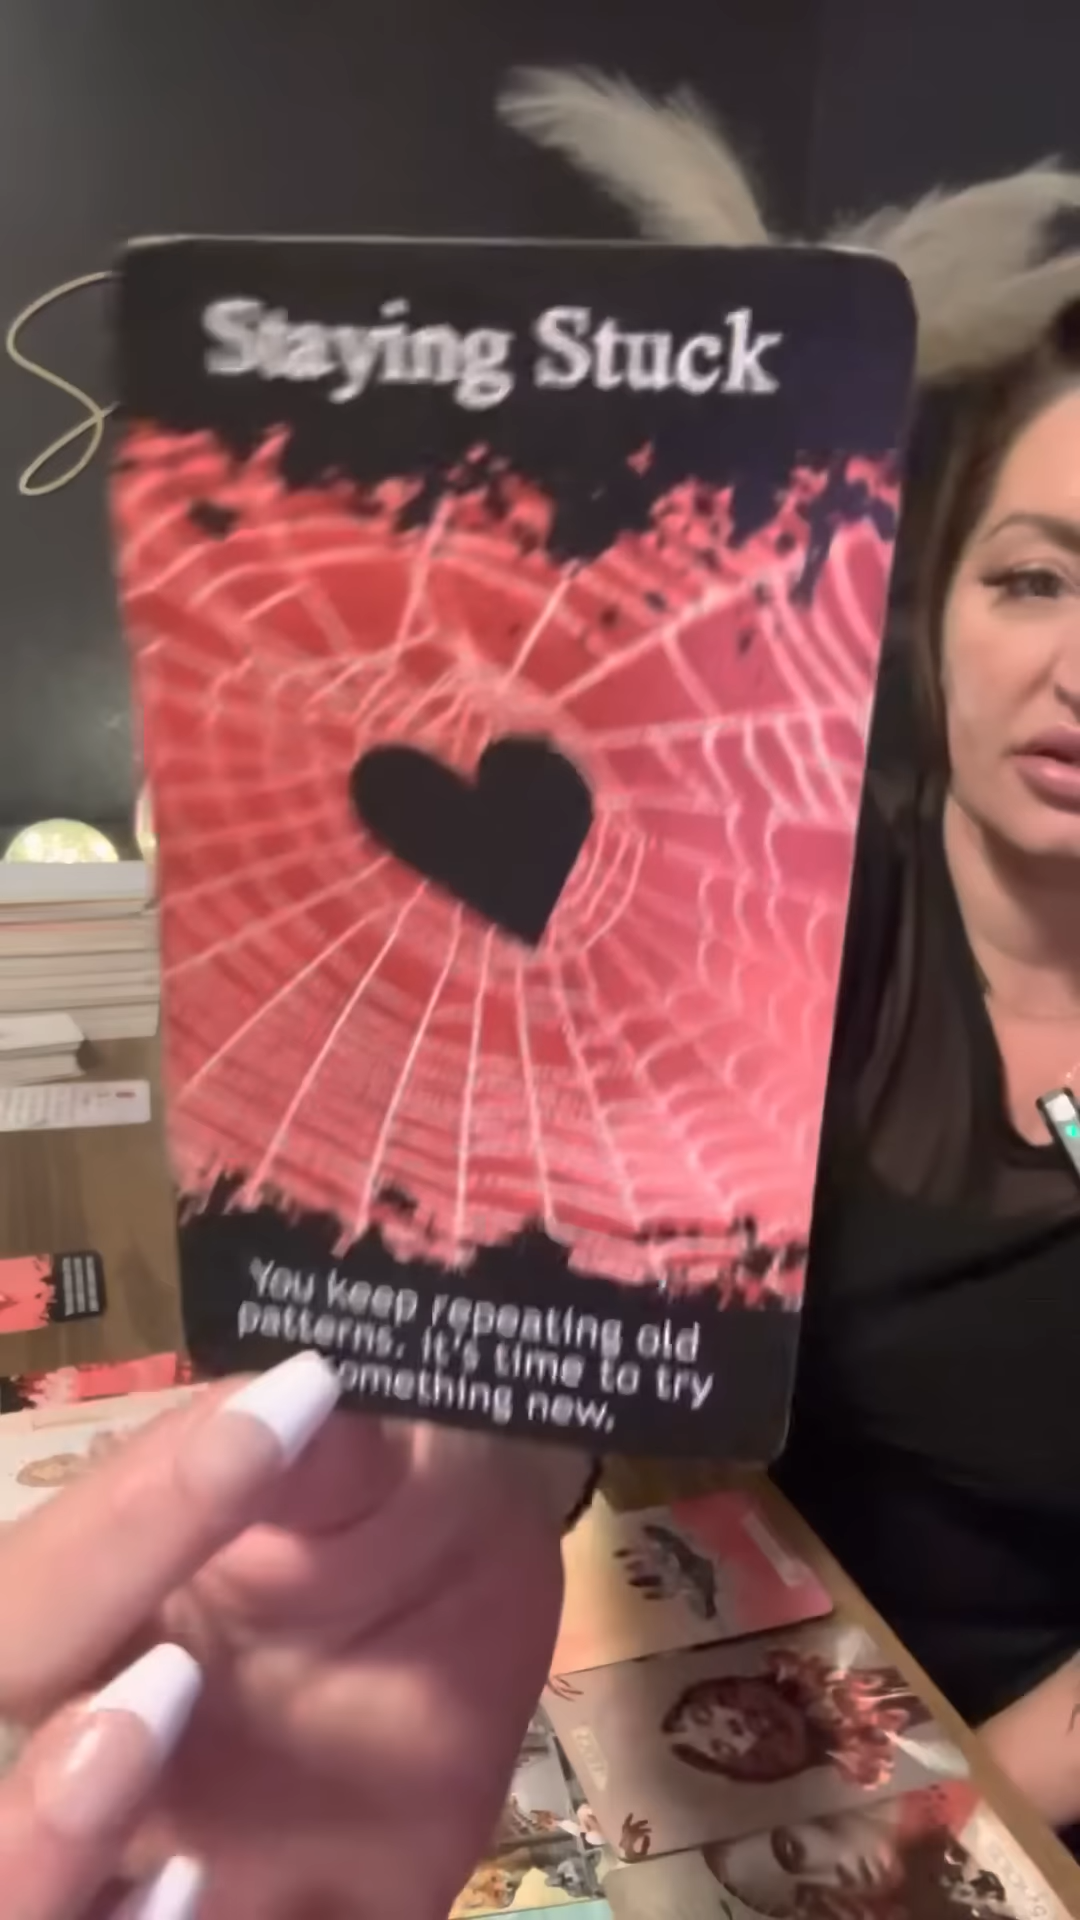 Staying Stuck
You keep repeating old
patterns. It's time to try
something new.